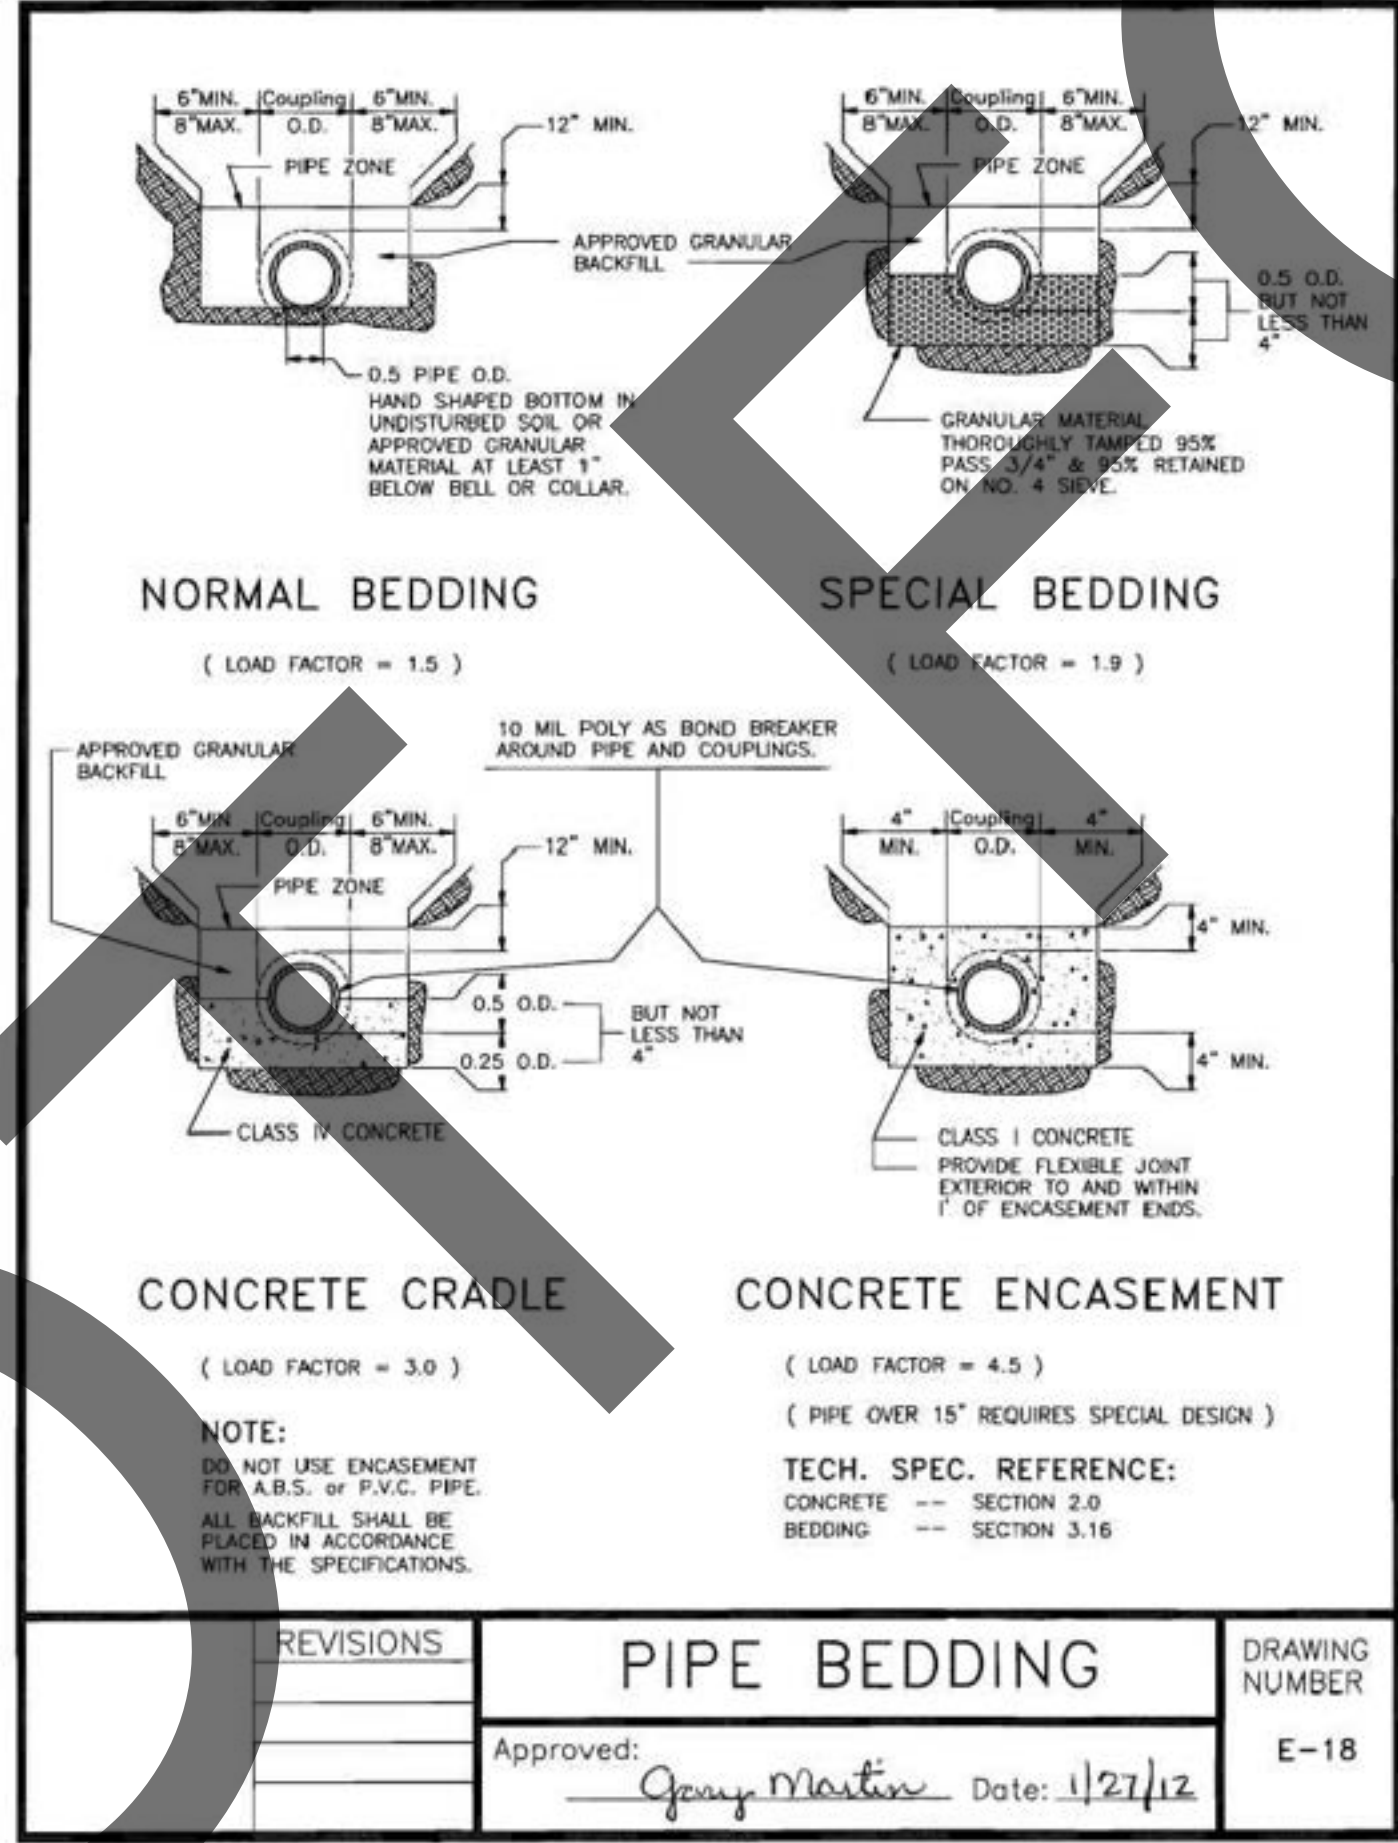 6"MIN. Coupling 6"MIN.
8"MAX. O.D. 8"MAX.
12" MIN.
PIPE ZONE
APPROVED GRANULAR
BACKFILL
0.5 PIPE O.D.
HAND SHAPED BOTTOM IN
UNDISTURBED SOIL OR
APPROVED GRANULAR
MATERIAL AT LEAST 1"
BELOW BELL OR COLLAR.
NORMAL BEDDING
( LOAD FACTOR = 1.5 )
6"MIN. Coupling 6"MIN.
8"MAX. O.D. 8"MAX.
12" MIN.
PIPE ZONE
0.5 O.D.
BUT NOT
LESS THAN
4"
GRANULAR MATERIAL
THOROUGHLY TAMPED 95%
PASS 3/4" & 95% RETAINED
ON NO. 4 SIEVE.
SPECIAL BEDDING
( LOAD FACTOR = 1.9 )
10 MIL POLY AS BOND BREAKER
AROUND PIPE AND COUPLINGS.
APPROVED GRANULAR
BACKFILL
6"MIN Coupling 6"MIN.
8"MAX. O.D. 8"MAX.
12" MIN.
PIPE ZONE
0.5 O.D.
0.25 O.D.
BUT NOT
LESS THAN
4"
CLASS IV CONCRETE
CONCRETE CRADLE
( LOAD FACTOR = 3.0 )
4" Coupling 4"
MIN. O.D. MIN.
4" MIN.
4" MIN.
CLASS I CONCRETE
PROVIDE FLEXIBLE JOINT
EXTERIOR TO AND WITHIN
1' OF ENCASEMENT ENDS.
CONCRETE ENCASEMENT
( LOAD FACTOR = 4.5 )
( PIPE OVER 15" REQUIRES SPECIAL DESIGN )
NOTE:
DO NOT USE ENCASEMENT
FOR A.B.S. or P.V.C. PIPE.
ALL BACKFILL SHALL BE
PLACED IN ACCORDANCE
WITH THE SPECIFICATIONS.
TECH. SPEC. REFERENCE:
CONCRETE -- SECTION 2.0
BEDDING -- SECTION 3.16
REVISIONS
PIPE BEDDING
Approved: Gary Martin Date: 1/27/12
DRAWING
NUMBER
E-18